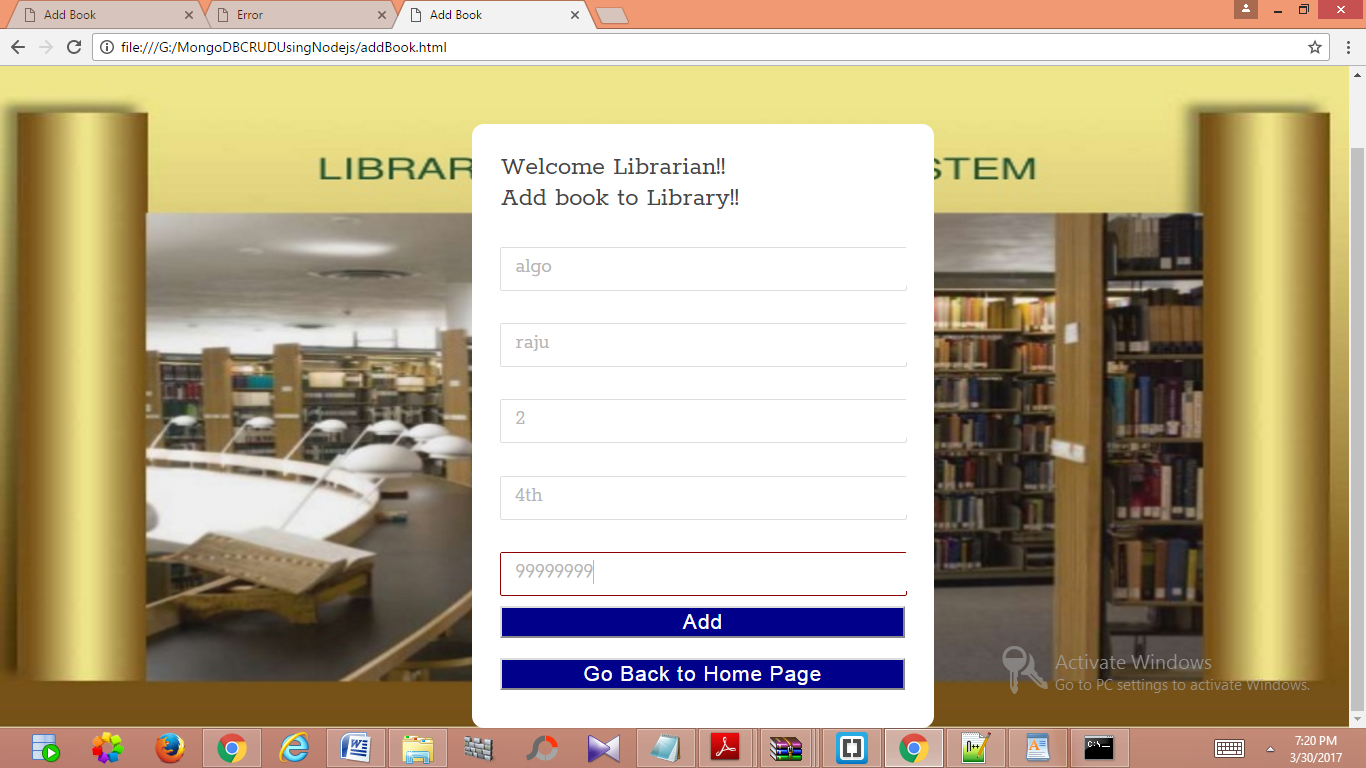 Add Book
Error
Add Book
file:///G:/MongoDBCRUDUsingNodejs/addBook.html
LIBRAR
STEM
Welcome Librarian!!
Add book to Library!!
algo
raju
2
4th
99999999
Add
Go Back to Home Page
Activate Windows
Go to PC settings to activate Windows.
7:20 PM
3/30/2017